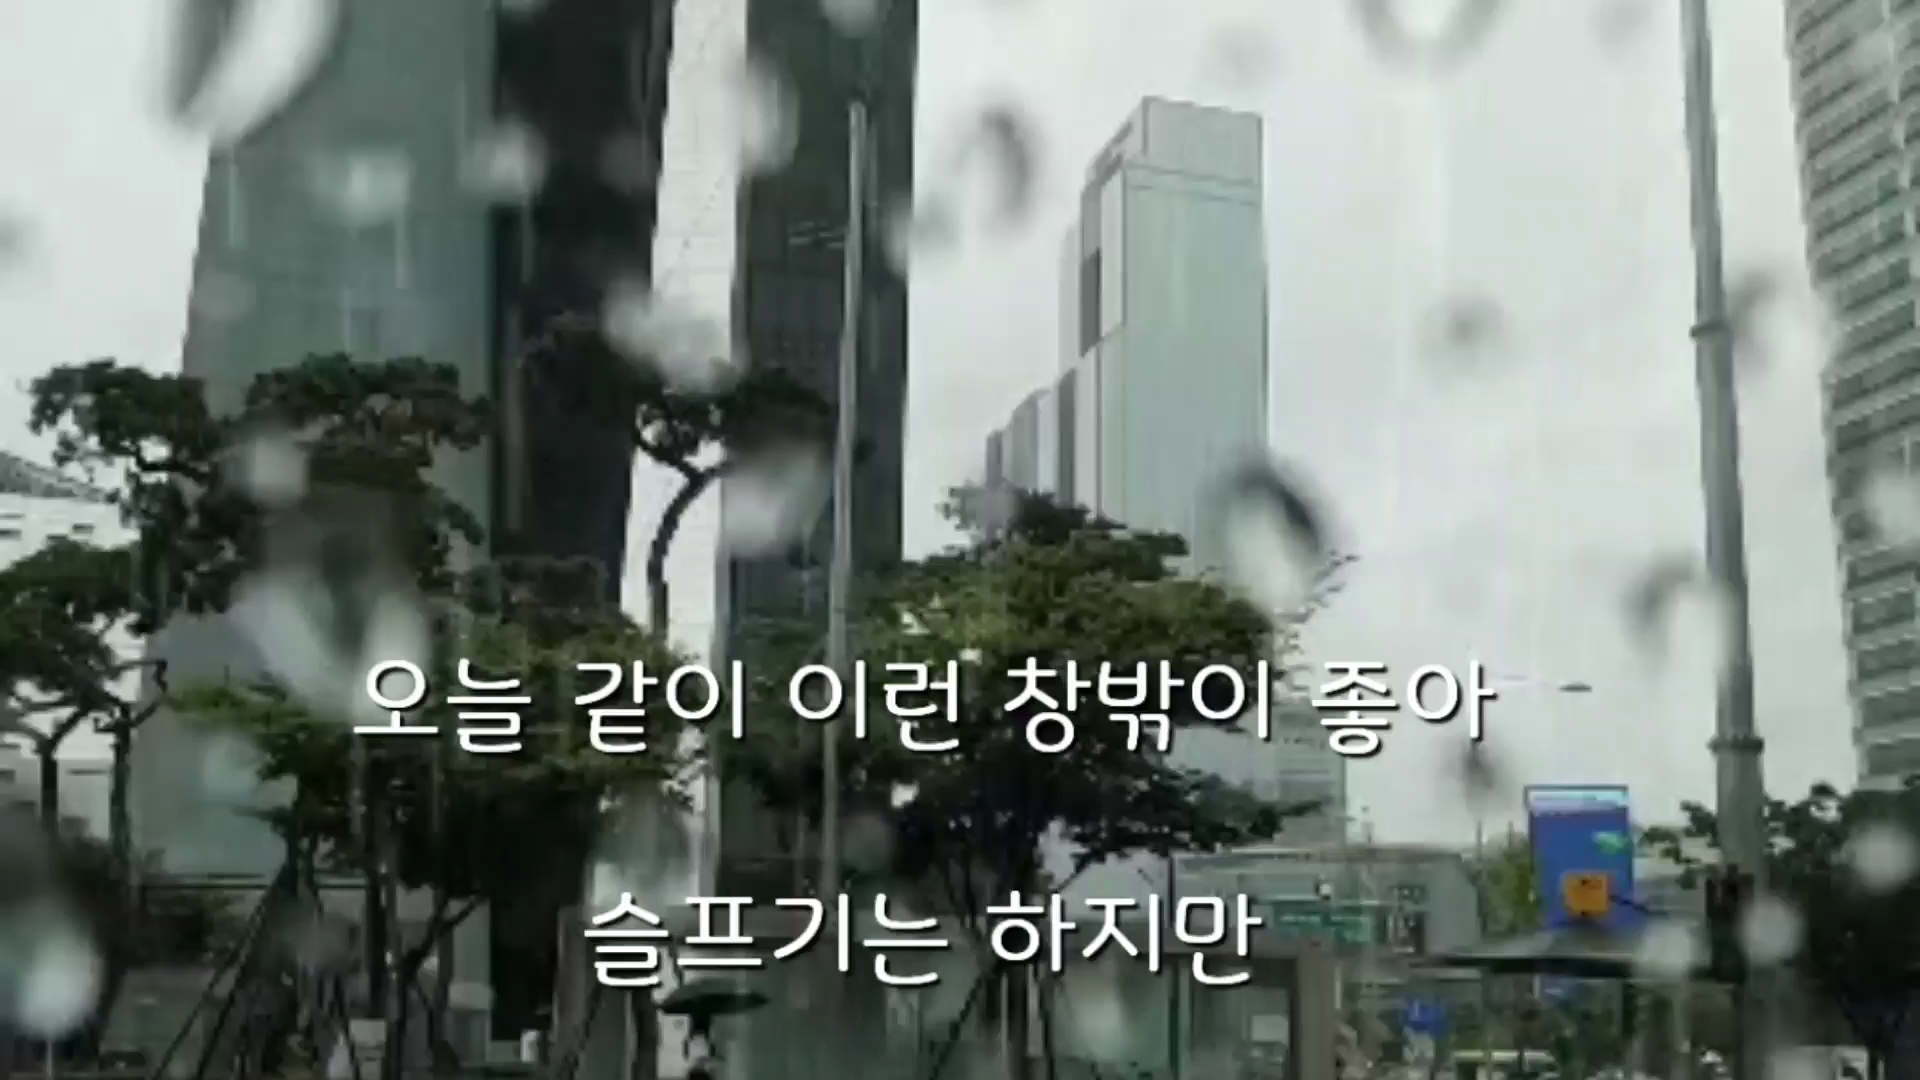 오늘 같이 이런 창밖이 좋아
슬프기는 하지만